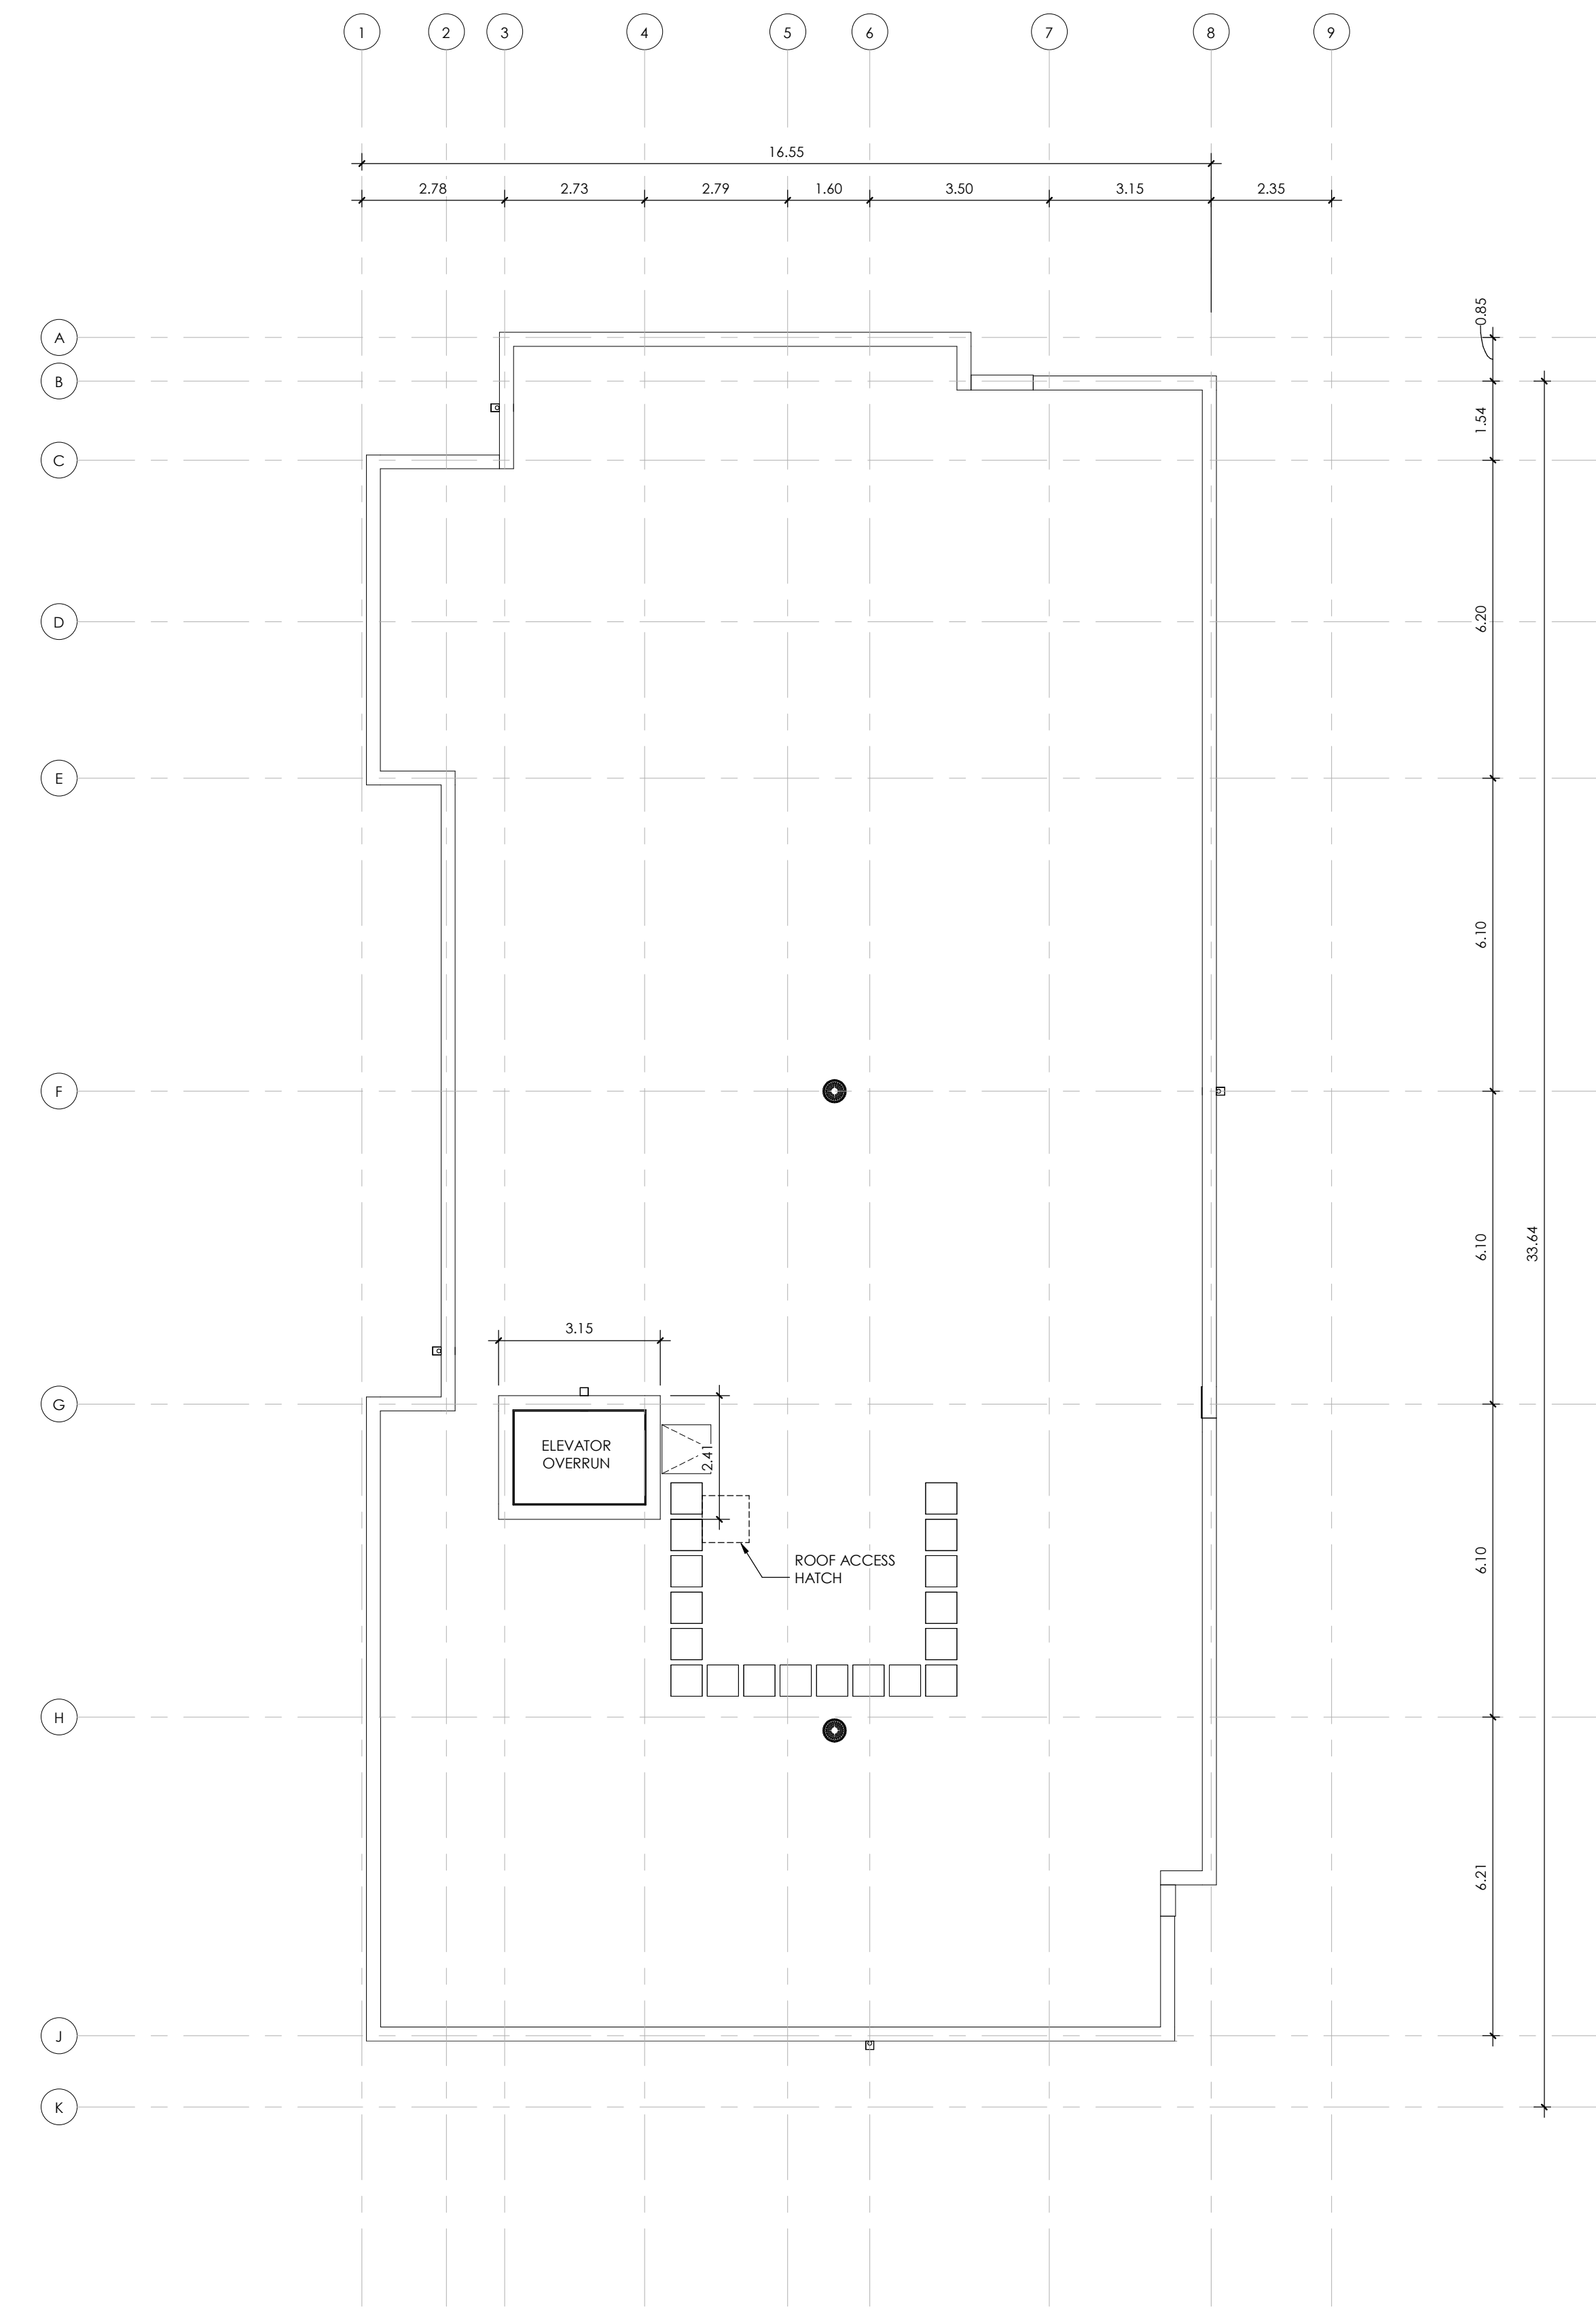 1 2 3 4 5 6 7 8 9
16.55
2.78 2.73 2.79 1.60 3.50 3.15 2.35
0.85
A
B
1.54
C
D
6.20
E
6.10
F
6.10
33.64
3.15
G
ELEVATOR
OVERRUN
2.41
ROOF ACCESS
HATCH
6.10
H
6.21
J
K